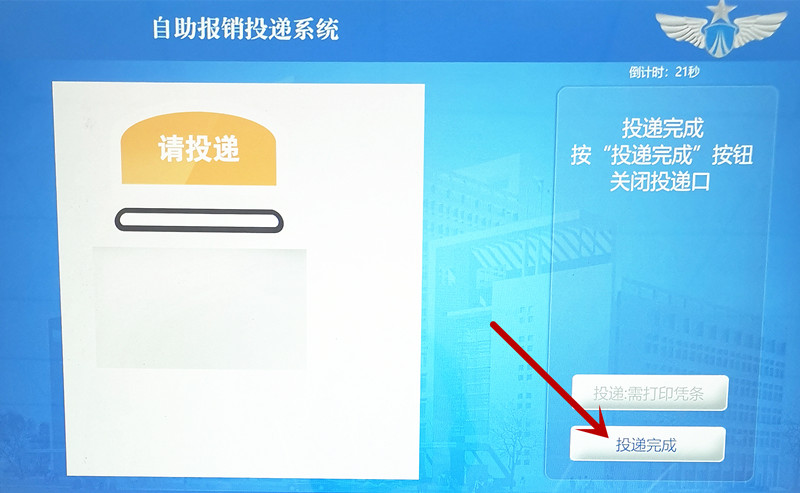 自助报销投递系统
倒计时：21秒
请投递
投递完成
按“投递完成”按钮
关闭投递口
投递:需打印凭条
投递完成